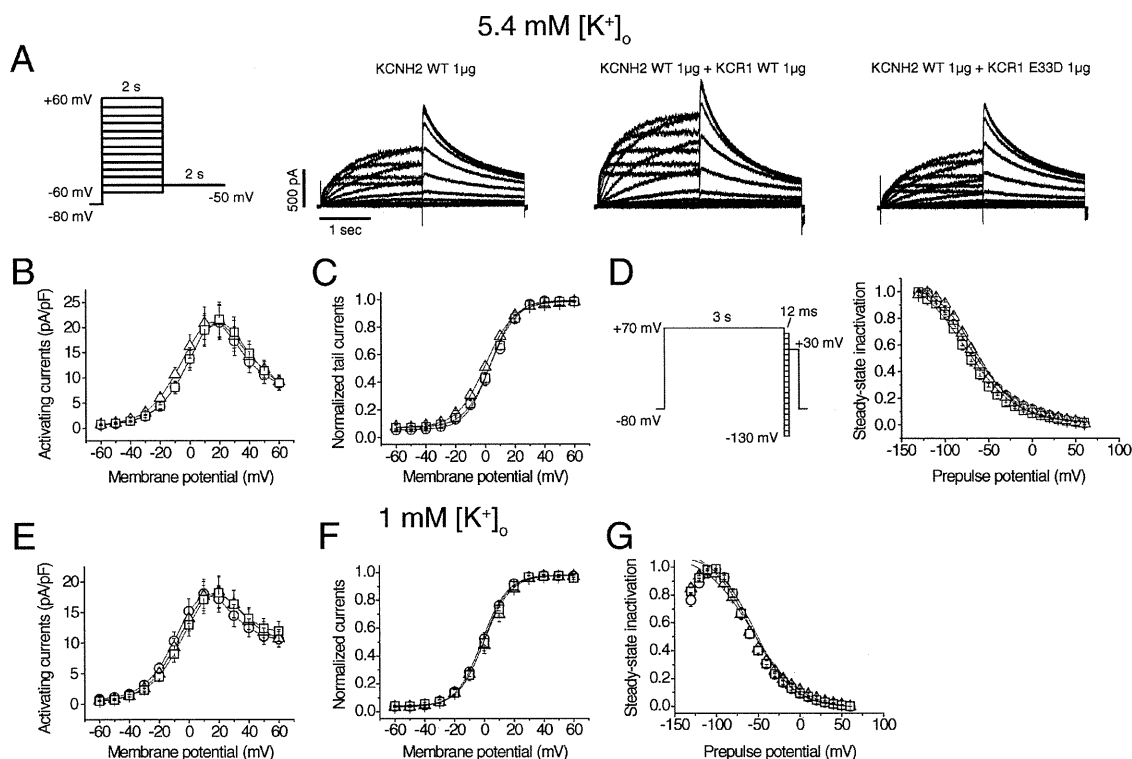 5.4 mM [K+]o
A
KCNH2 WT 1µg
KCNH2 WT 1µg + KCR1 WT 1µg
KCNH2 WT 1µg + KCR1 E33D 1µg
2 s
+60 mV
2 s
-60 mV
-50 mV
-80 mV
500 pA
1 sec
B
Activating currents (pA/pF)
25
20
15
10
5
0
-60 -40 -20 0 20 40 60
Membrane potential (mV)
C
Normalized tail currents
1.0
0.8
0.6
0.4
0.2
0.0
-60 -40 -20 0 20 40 60
Membrane potential (mV)
D
3 s
12 ms
+70 mV
+30 mV
-80 mV
-130 mV
Steady-state inactivation
1.0
0.8
0.6
0.4
0.2
0.0
-150 -100 -50 0 50 100
Prepulse potential (mV)
1 mM [K+]o
E
Activating currents (pA/pF)
20
15
10
5
0
-60 -40 -20 0 20 40 60
Membrane potential (mV)
F
Normalized currents
1.0
0.8
0.6
0.4
0.2
0.0
-60 -40 -20 0 20 40 60
Membrane potential (mV)
G
Steady-state inactivation
1.0
0.8
0.6
0.4
0.2
0.0
-150 -100 -50 0 50 100
Prepulse potential (mV)